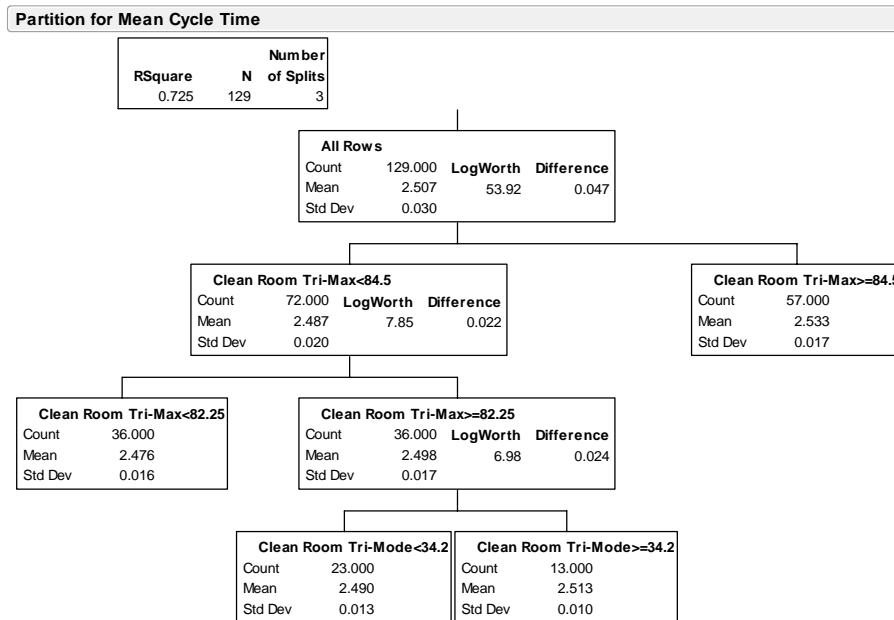 Partition for Mean Cycle Time
Number
RSquare N of Splits
0.725 129 3
All Rows
Count 129.000 LogWorth Difference
Mean 2.507 53.92 0.047
Std Dev 0.030
Clean Room Tri-Max<84.5
Count 72.000 LogWorth Difference
Mean 2.487 7.85 0.022
Std Dev 0.020
Clean Room Tri-Max>=84.5
Count 57.000
Mean 2.533
Std Dev 0.017
Clean Room Tri-Max<82.25
Count 36.000
Mean 2.476
Std Dev 0.016
Clean Room Tri-Max>=82.25
Count 36.000 LogWorth Difference
Mean 2.498 6.98 0.024
Std Dev 0.017
Clean Room Tri-Mode<34.2
Count 23.000
Mean 2.490
Std Dev 0.013
Clean Room Tri-Mode>=34.2
Count 13.000
Mean 2.513
Std Dev 0.010